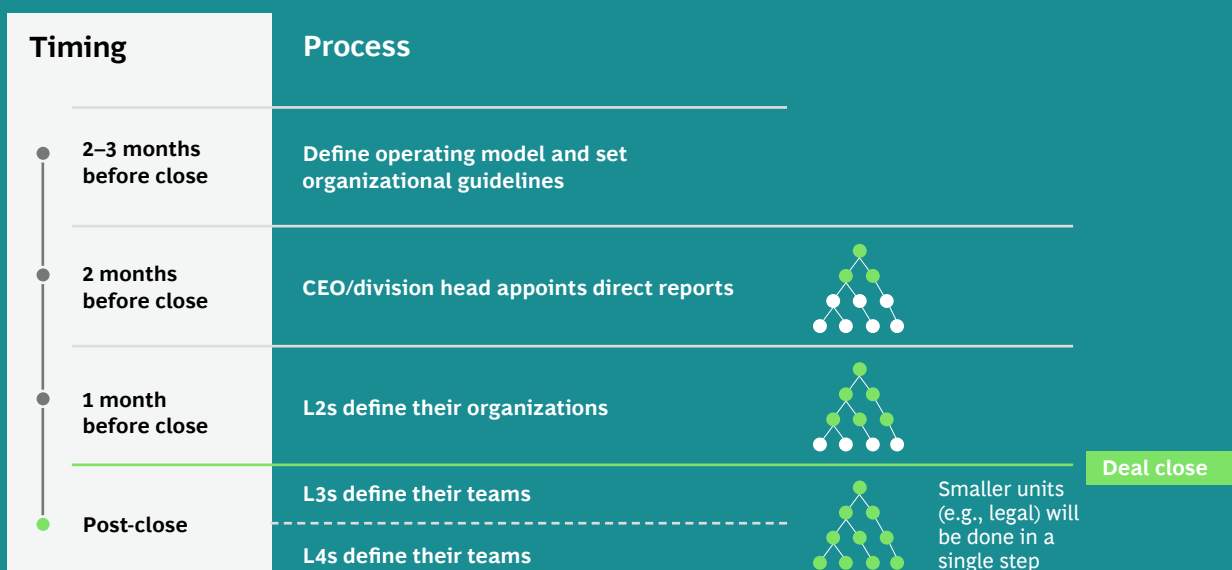 Timing
Process
2–3 months
before close
Define operating model and set
organizational guidelines
2 months
before close
CEO/division head appoints direct reports
1 month
before close
L2s define their organizations
Deal close
Post-close
L3s define their teams
L4s define their teams
Smaller units
(e.g., legal) will
be done in a
single step